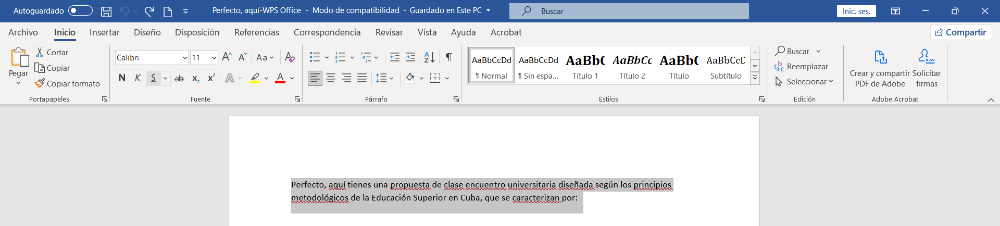 Autoguardado
Perfecto, aquí-WPS Office - Modo de compatibilidad - Guardado en Este PC
Buscar
Inic. ses.
Archivo Inicio Insertar Diseño Disposición Referencias Correspondencia Revisar Vista Ayuda Acrobat
Compartir
Pegar
Cortar
Copiar
Copiar formato
Portapapeles
Calibri 11 Aa
N K S ab x₂ x² A A
Fuente
Párrafo
AaBbCcDd AaBbCcDd AaBbC AaBbCc AaBbC AaBbCcD
¶ Normal ¶ Sin espa... Título 1 Título 2 Título Subtítulo
Estilos
Buscar
Reemplazar
Seleccionar
Edición
Crear y compartir
PDF de Adobe
Solicitar
firmas
Adobe Acrobat
Perfecto, aquí tienes una propuesta de clase encuentro universitaria diseñada según los principios
metodológicos de la Educación Superior en Cuba, que se caracterizan por: